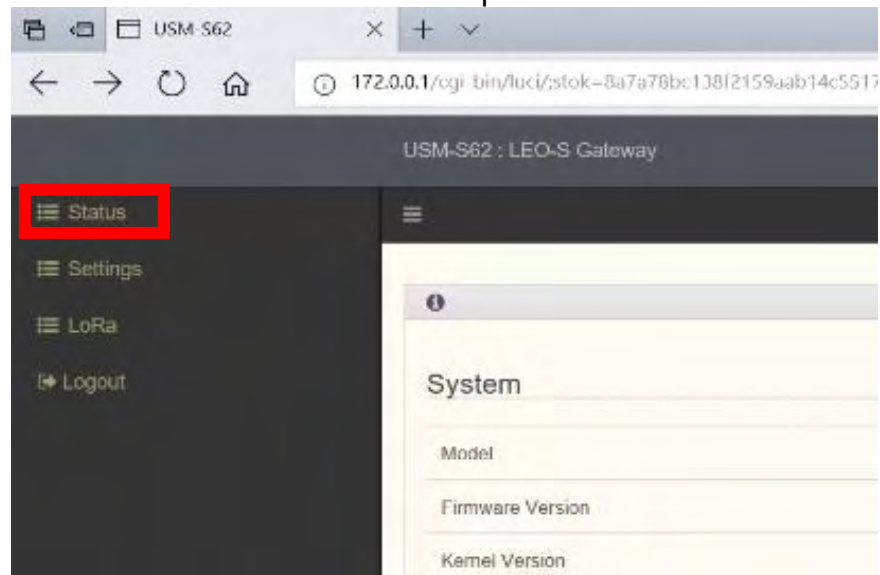 USM-S62
172.0.0.1/cgi-bin/luci/;stok=8a7a78bc138f2159aab14c5517
USM-S62 : LEO-S Gateway
Status
Settings
LoRa
Logout
System
Model
Firmware Version
Kernel Version